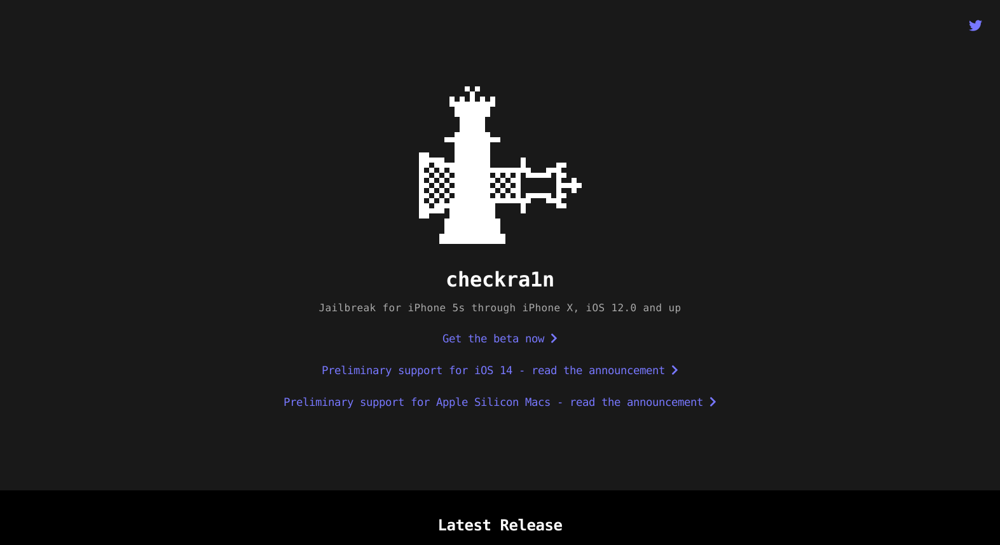 checkra1n
Jailbreak for iPhone 5s through iPhone X, iOS 12.0 and up
Get the beta now
Preliminary support for iOS 14 - read the announcement
Preliminary support for Apple Silicon Macs - read the announcement
Latest Release